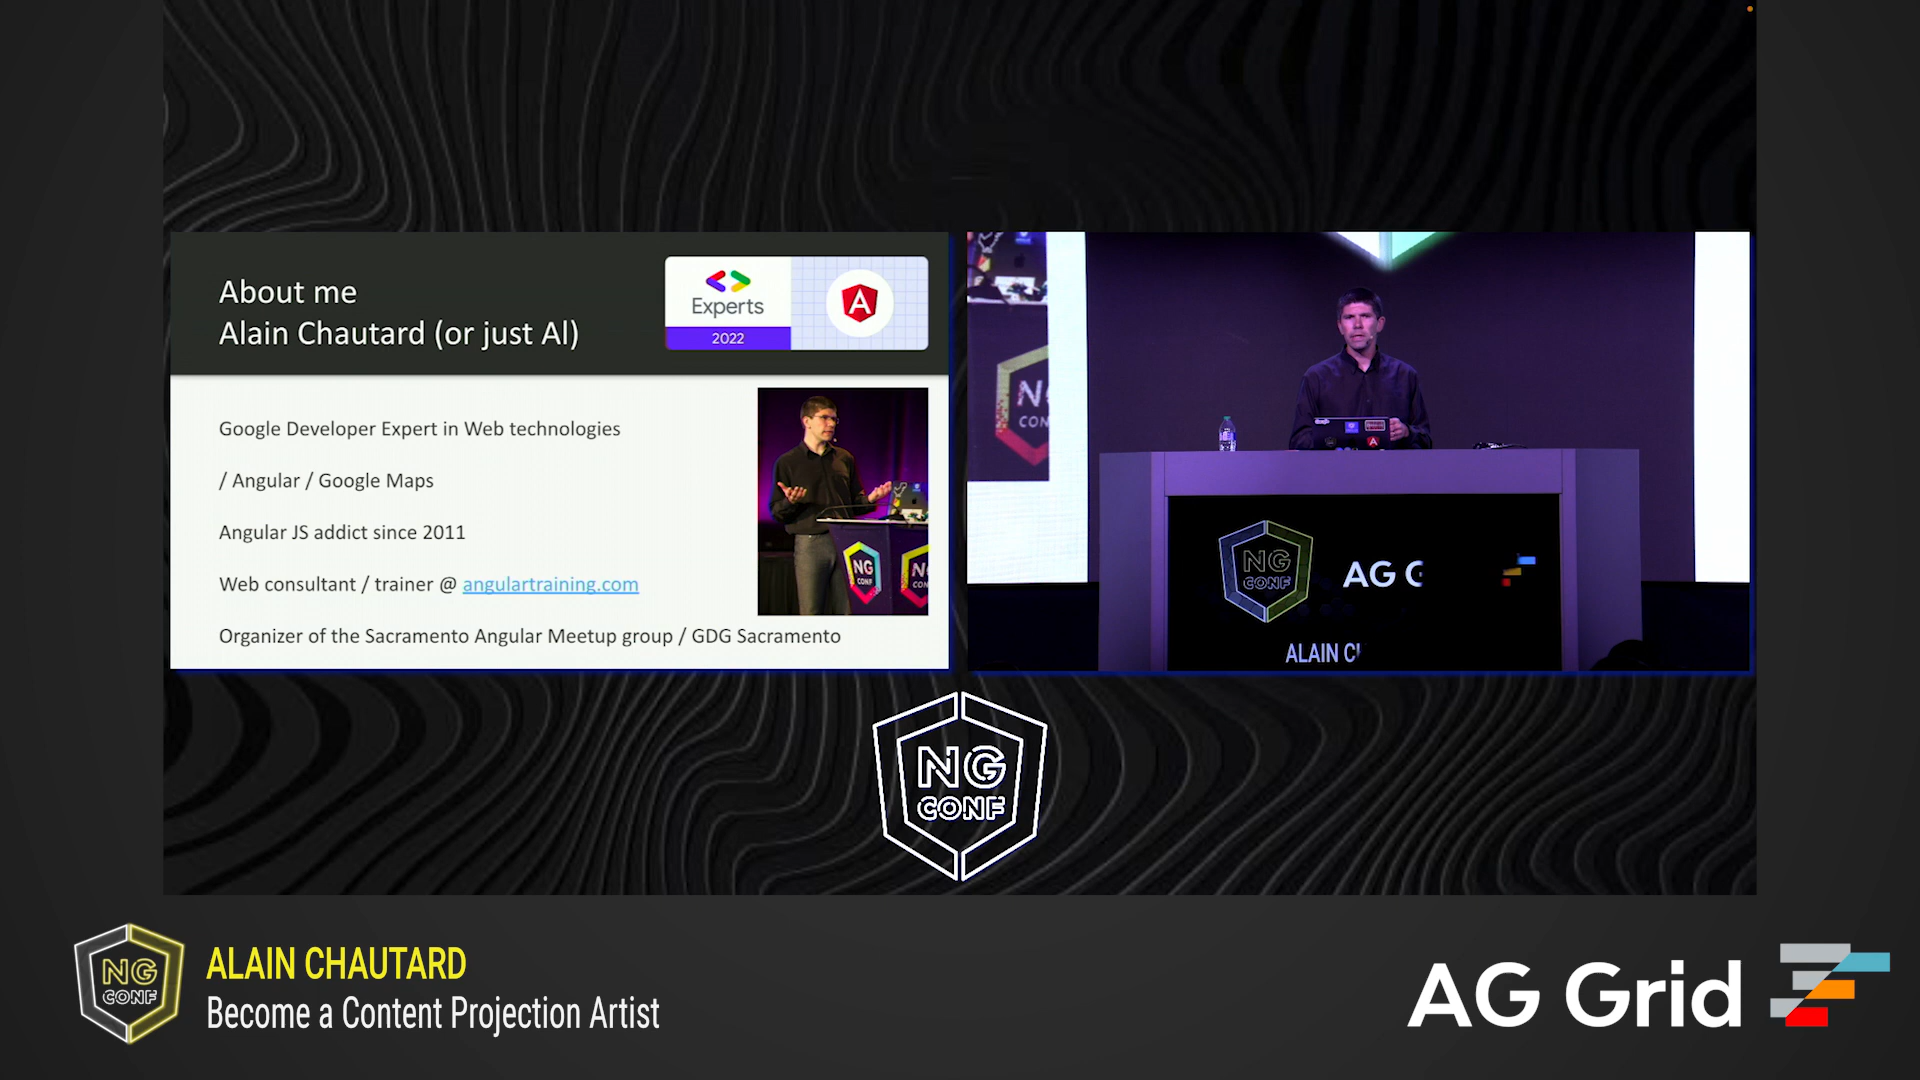 About me
Alain Chautard (or just Al)
Experts
2022
Google Developer Expert in Web technologies
/ Angular / Google Maps
Angular JS addict since 2011
Web consultant / trainer @ angulartraining.com
Organizer of the Sacramento Angular Meetup group / GDG Sacramento
NG
CONF
NG
CON
NG
CONF
AG G
ALAIN C
NG
CONF
NG
CONF
ALAIN CHAUTARD
Become a Content Projection Artist
AG Grid